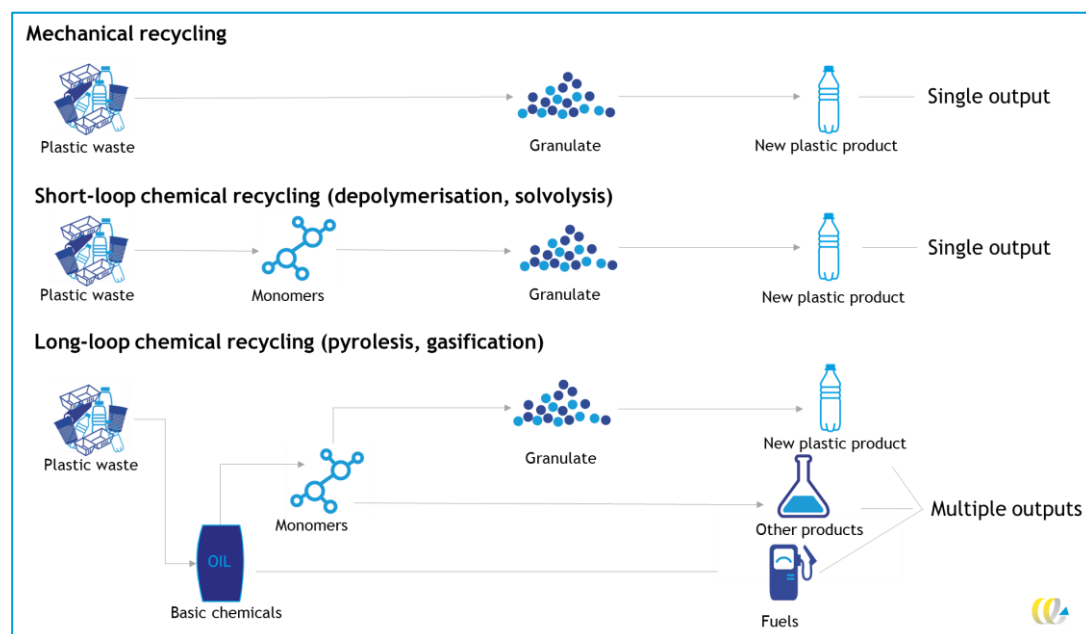 Mechanical recycling
Plastic waste
Granulate
New plastic product
Single output
Short-loop chemical recycling (depolymerisation, solvolysis)
Plastic waste
Monomers
Granulate
New plastic product
Single output
Long-loop chemical recycling (pyrolesis, gasification)
Plastic waste
Granulate
New plastic product
Monomers
Other products
Multiple outputs
OIL
Basic chemicals
Fuels